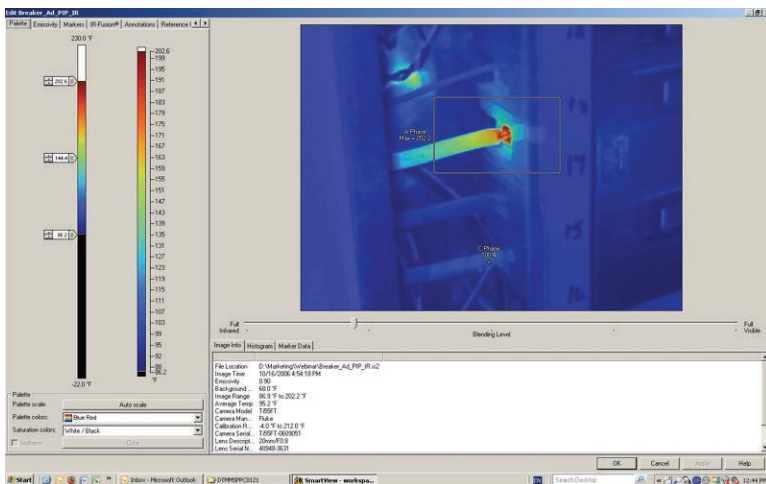 Edit Breaker_Ad_PIP_IR
Palette Emissivity Markers IR-Fusion® Annotations Reference
230.0 °F
202.6
146.4
-22.0 °F
202.6
199
195
191
187
183
179
175
171
167
163
159
155
151
147
143
139
135
131
127
123
119
115
111
107
103
99
95
92
88
86.2
°F
A Phase
Max = 202.2
C Phase
13
14
16
Full
Infrared
Blending Level
Full
Visible
Image Info Histogram Marker Data
File Location D:\Marketing\Webinar\Breaker_Ad_PIP_IR.is2
Image Time 10/16/2006 4:54:18 PM
Emissivity 0.90
Background ... 68.0 °F
Image Range 86.9 °F to 202.2 °F
Average Temp 95.2 °F
Camera Model Ti55FT
Camera Man... Fluke
Calibration R... -4.0 °F to 212.0 °F
Camera Serial... Ti55FT-0609051
Lens Descript... 20mm/F0.8
Lens Serial N... 40948-3631
Palette
Palette scale: Auto scale
Palette colors: Blue Red
Saturation colors: White / Black
Isotherm Color
OK Cancel Apply Help
Start Inbox - Microsoft Outlook DTMMSPPC0121 SmartView - workspa... EN Search Desktop 12:44 PM